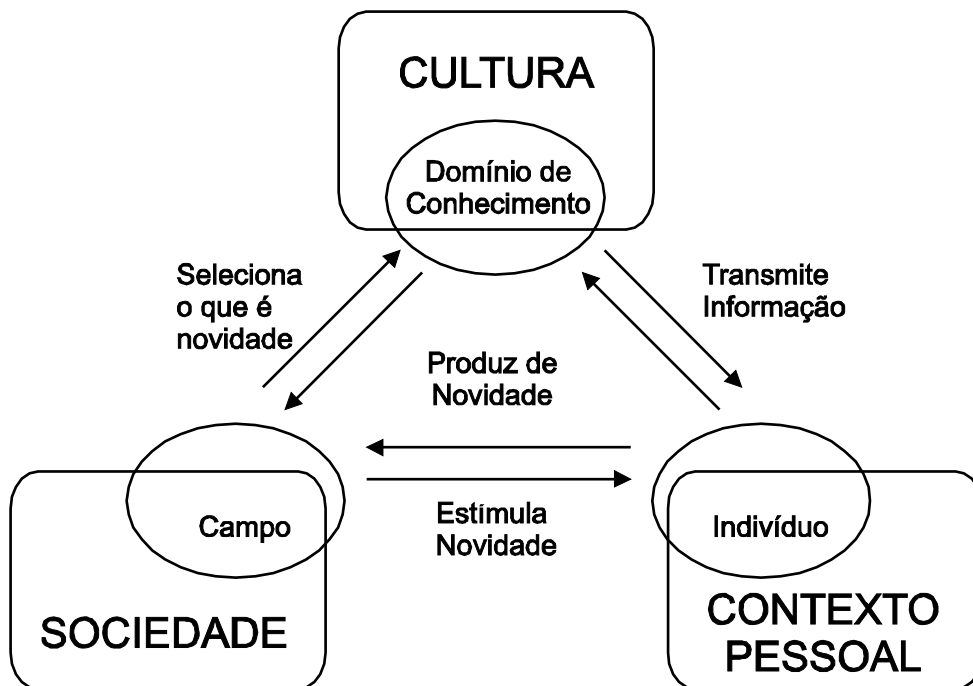 CULTURA
Domínio de
Conhecimento
Seleciona
o que é
novidade
Transmite
Informação
Produz de
Novidade
Estímula
Novidade
Campo
SOCIEDADE
Indivíduo
CONTEXTO
PESSOAL